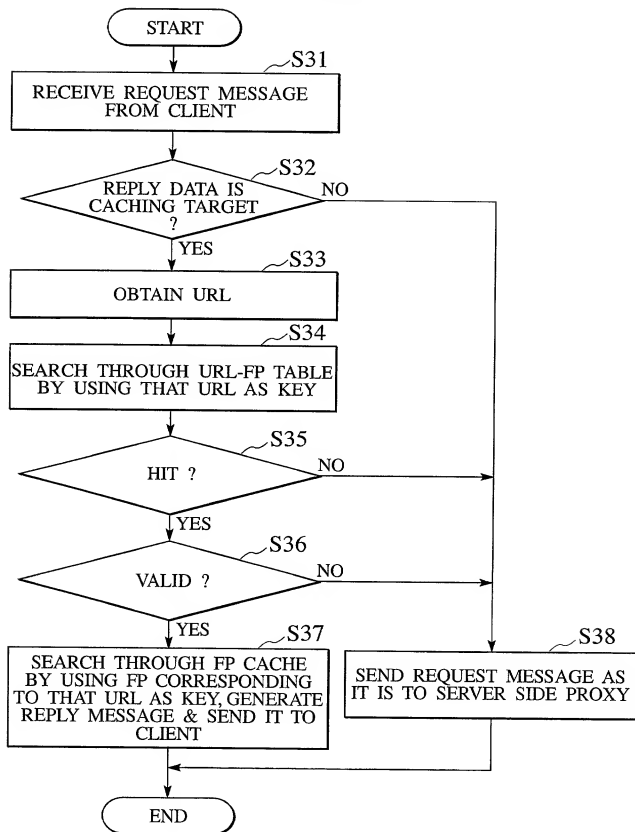 START
S31
RECEIVE REQUEST MESSAGE
FROM CLIENT
S32
REPLY DATA IS
CACHING TARGET
?
NO
YES
S33
OBTAIN URL
S34
SEARCH THROUGH URL-FP TABLE
BY USING THAT URL AS KEY
S35
HIT ?
NO
YES
S36
VALID ?
NO
YES
S37
SEARCH THROUGH FP CACHE
BY USING FP CORRESPONDING
TO THAT URL AS KEY, GENERATE
REPLY MESSAGE & SEND IT TO
CLIENT
S38
SEND REQUEST MESSAGE AS
IT IS TO SERVER SIDE PROXY
END